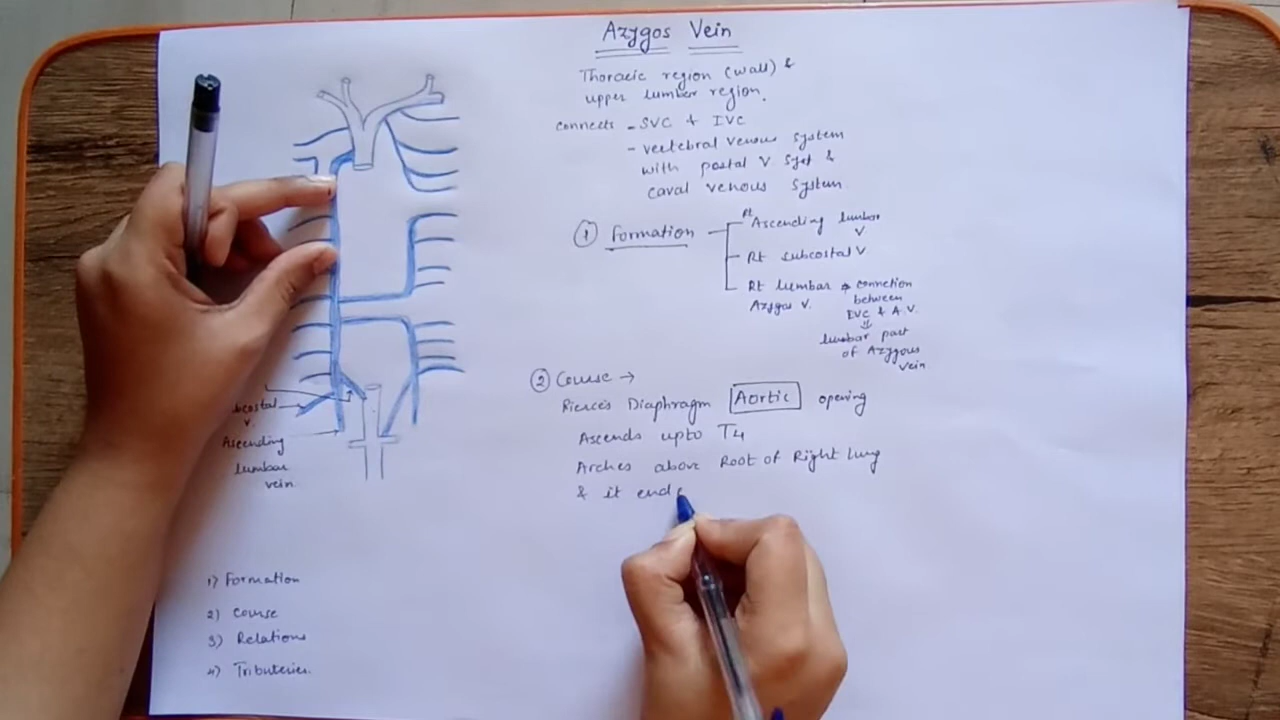 Azygos Vein
Thoracic region (wall) &
upper lumbar region.
connects - SVC & IVC
- vertebral venous system
with portal V syst &
caval venous system
① Formation
Rt Ascending lumbar
V
Rt subcostal V.
Rt lumbar → connection
Azygos V. between
IVC & A.V.
⇓
lumbar part
of Azygous
vein
② Course →
Pierces Diaphragm Aortic opening
Ascends upto T4
Arches above Root of Right Lung
& it ends
costal
v.
Ascending
lumbar
vein
1) Formation
2) Course
3) Relations
4) Tributeries.